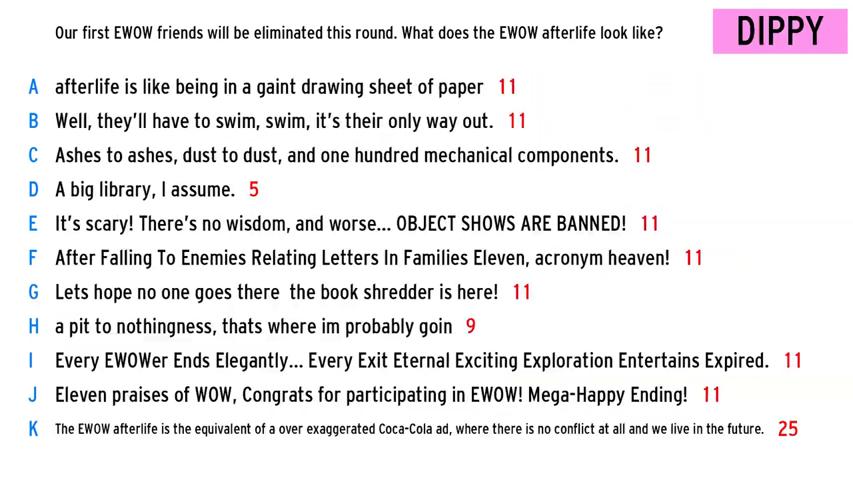 Our first EWOW friends will be eliminated this round. What does the EWOW afterlife look like?
DIPPY
A afterlife is like being in a gaint drawing sheet of paper 11
B Well, they'll have to swim, swim, it's their only way out. 11
C Ashes to ashes, dust to dust, and one hundred mechanical components. 11
D A big library, I assume. 5
E It's scary! There's no wisdom, and worse... OBJECT SHOWS ARE BANNED! 11
F After Falling To Enemies Relating Letters In Families Eleven, acronym heaven! 11
G Lets hope no one goes there  the book shredder is here! 11
H a pit to nothingness, thats where im probably goin 9
I Every EWOWer Ends Elegantly... Every Exit Eternal Exciting Exploration Entertains Expired. 11
J Eleven praises of WOW, Congrats for participating in EWOW! Mega-Happy Ending! 11
K The EWOW afterlife is the equivalent of a over exaggerated Coca-Cola ad, where there is no conflict at all and we live in the future. 25